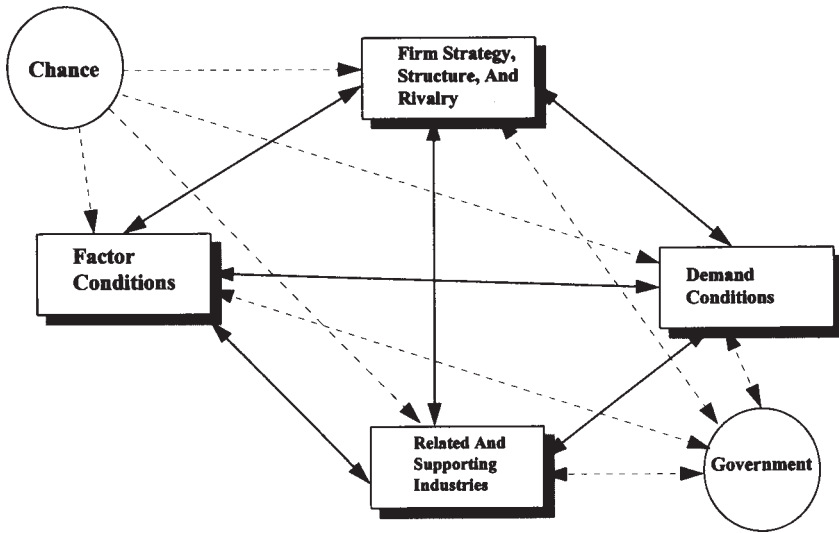 Chance
Firm Strategy,
Structure, And
Rivalry
Factor
Conditions
Demand
Conditions
Related And
Supporting
Industries
Government